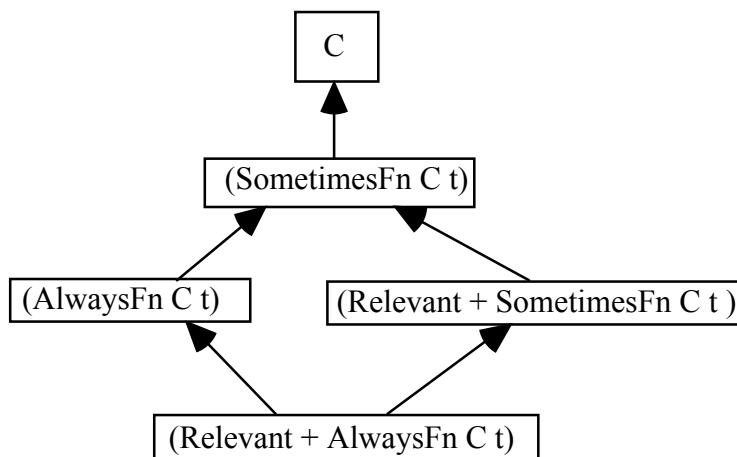 C
(SometimesFn C t)
(AlwaysFn C t)
(Relevant + SometimesFn C t )
(Relevant + AlwaysFn C t)